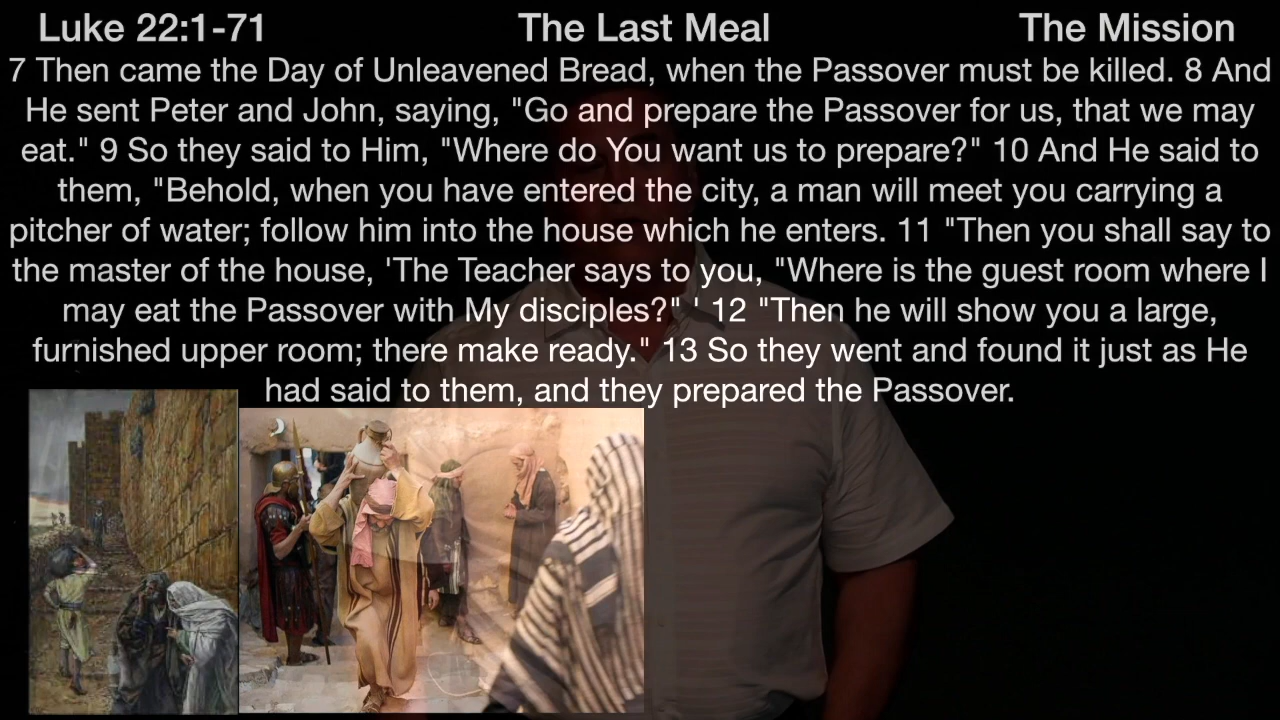 Luke 22:1-71 The Last Meal The Mission
7 Then came the Day of Unleavened Bread, when the Passover must be killed. 8 And
He sent Peter and John, saying, "Go and prepare the Passover for us, that we may
eat." 9 So they said to Him, "Where do You want us to prepare?" 10 And He said to
them, "Behold, when you have entered the city, a man will meet you carrying a
pitcher of water; follow him into the house which he enters. 11 "Then you shall say to
the master of the house, 'The Teacher says to you, "Where is the guest room where I
may eat the Passover with My disciples?" ' 12 "Then he will show you a large,
furnished upper room; there make ready." 13 So they went and found it just as He
had said to them, and they prepared the Passover.